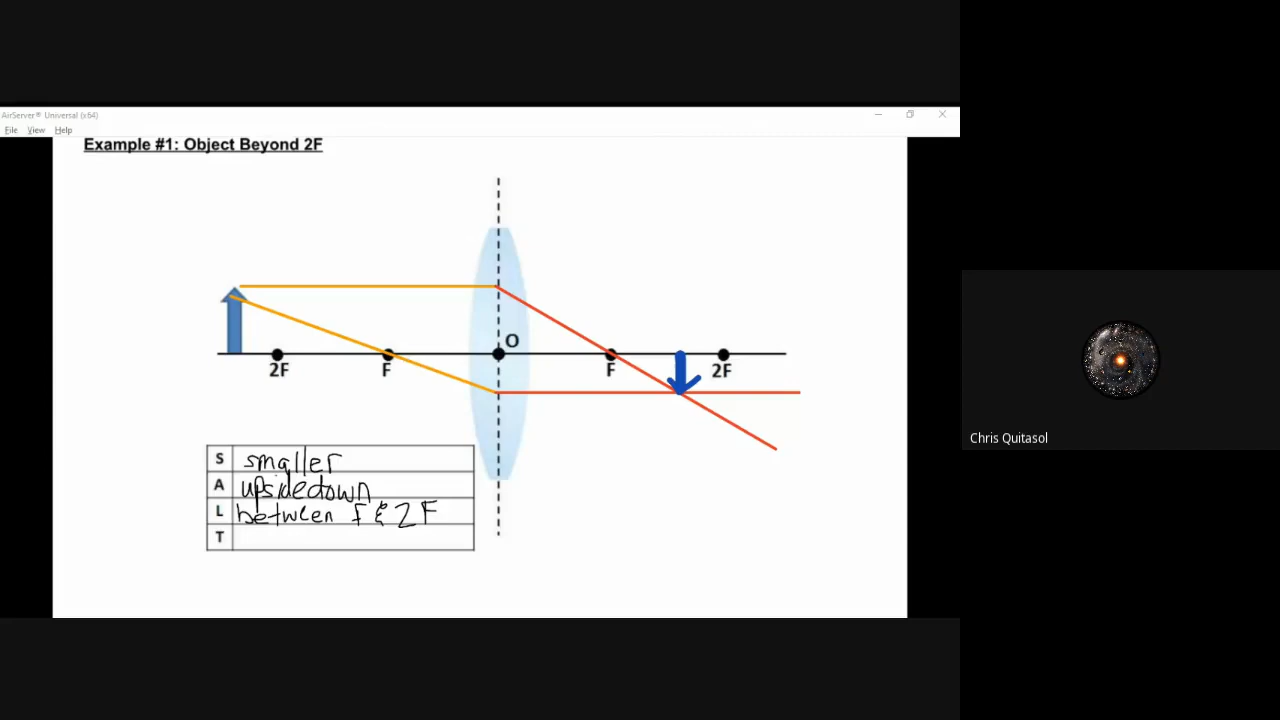 AirServer® Universal (x64)
File View Help
Example #1: Object Beyond 2F
O
2F F F 2F
S smaller
A upsidedown
L between F & 2F
T
Chris Quitasol